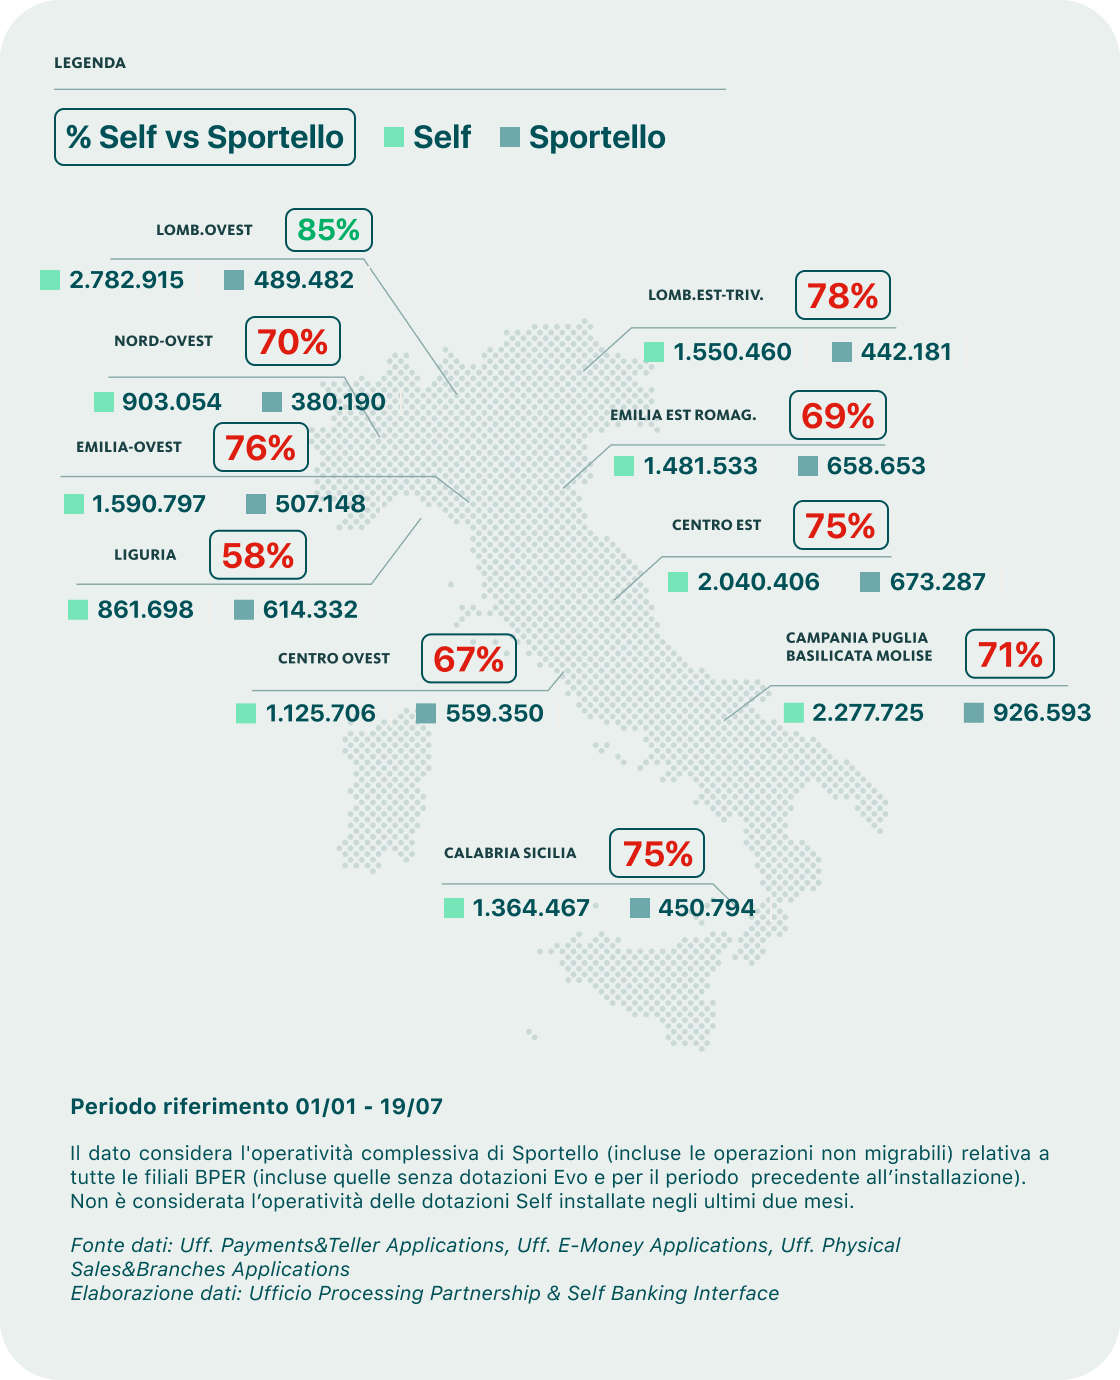 LEGENDA
% Self vs Sportello Self Sportello
LOMB.OVEST 85%
2.782.915 489.482
NORD-OVEST 70%
903.054 380.190
EMILIA-OVEST 76%
1.590.797 507.148
LIGURIA 58%
861.698 614.332
CENTRO OVEST 67%
1.125.706 559.350
LOMB.EST-TRIV. 78%
1.550.460 442.181
EMILIA EST ROMAG. 69%
1.481.533 658.653
CENTRO EST 75%
2.040.406 673.287
CAMPANIA PUGLIA
BASILICATA MOLISE 71%
2.277.725 926.593
CALABRIA SICILIA 75%
1.364.467 450.794
Periodo riferimento 01/01 - 19/07
Il dato considera l'operatività complessiva di Sportello (incluse le operazioni non migrabili) relativa a
tutte le filiali BPER (incluse quelle senza dotazioni Evo e per il periodo precedente all’installazione).
Non è considerata l’operatività delle dotazioni Self installate negli ultimi due mesi.
Fonte dati: Uff. Payments&Teller Applications, Uff. E-Money Applications, Uff. Physical
Sales&Branches Applications
Elaborazione dati: Ufficio Processing Partnership & Self Banking Interface